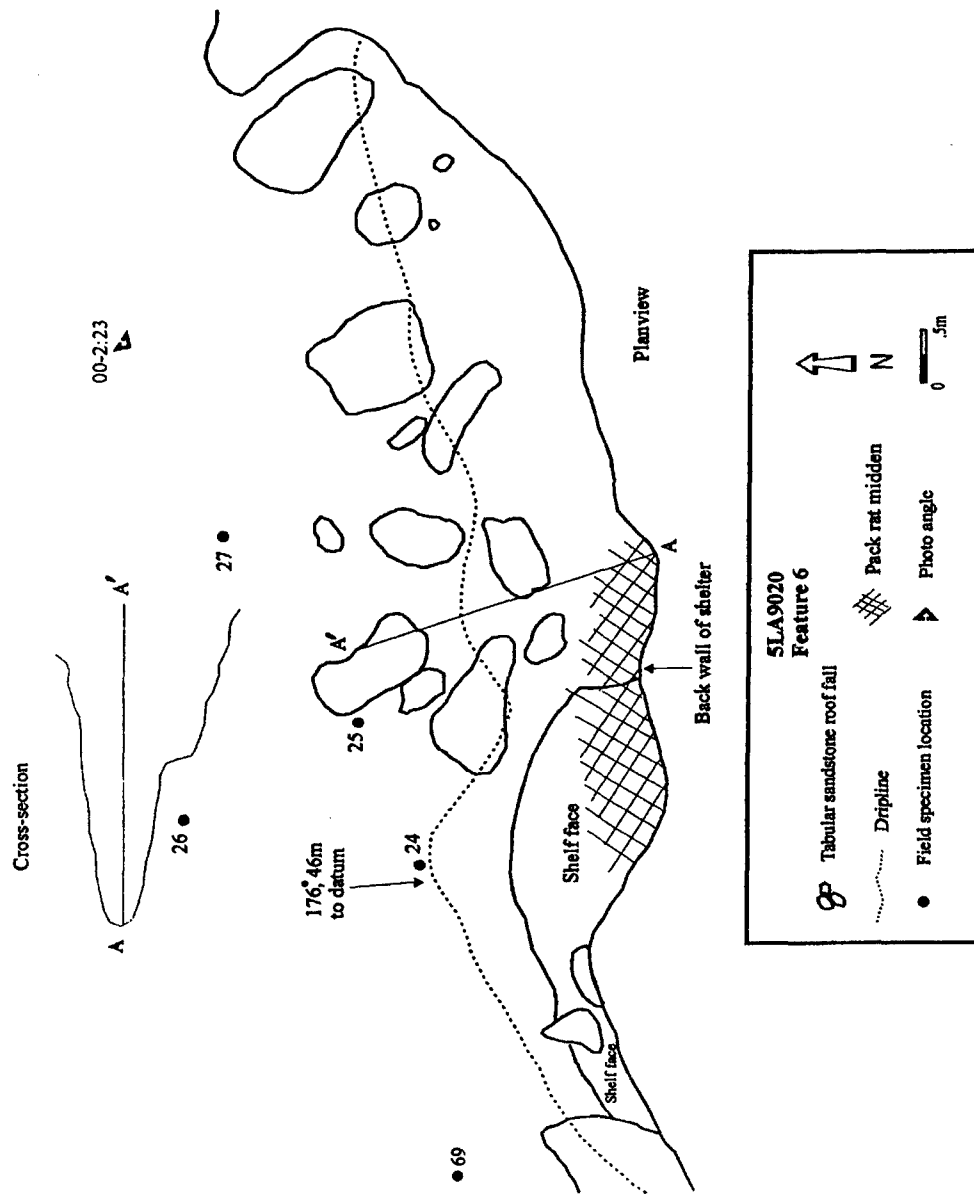 Cross-section
A
A'
26
27
00-2:23
A'
25
24
176°, 46m
to datum
69
Shelf face
Shelf face
A
Back wall of shelter
Planview
5LA9020
Feature 6
Tabular sandstone roof fall
Pack rat midden
Dripline
N
Field specimen location
Photo angle
0 .5m